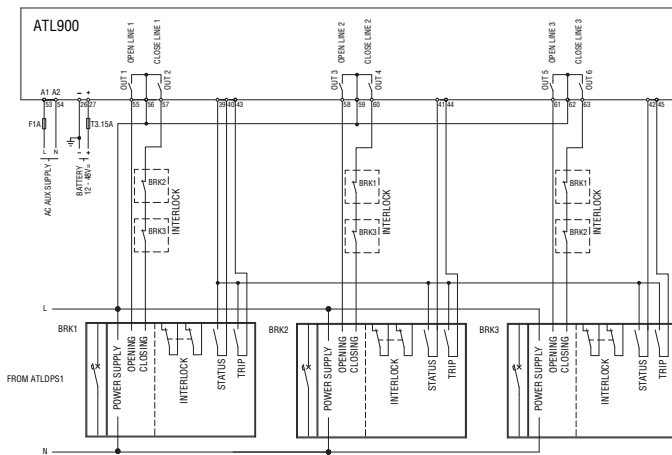 ATL900
OPEN LINE 1
CLOSE LINE 1
OUT 1
OUT 2
OPEN LINE 2
CLOSE LINE 2
OUT 3
OUT 4
OPEN LINE 3
CLOSE LINE 3
OUT 5
OUT 6
A1 A2 - +
53 54 26 27 55 56 57 39 40 43 58 59 60 41 44 61 62 63 42 45
F1A
T3.15A
L N - +
AC AUX SUPPLY
BATTERY
12 - 48V=
BRK2
BRK3
INTERLOCK
BRK1
BRK3
INTERLOCK
BRK1
BRK2
INTERLOCK
L
BRK1
POWER SUPPLY
OPENING
CLOSING
INTERLOCK
STATUS
TRIP
BRK2
POWER SUPPLY
OPENING
CLOSING
INTERLOCK
STATUS
TRIP
BRK3
POWER SUPPLY
OPENING
CLOSING
INTERLOCK
STATUS
TRIP
FROM ATLDPS1
N